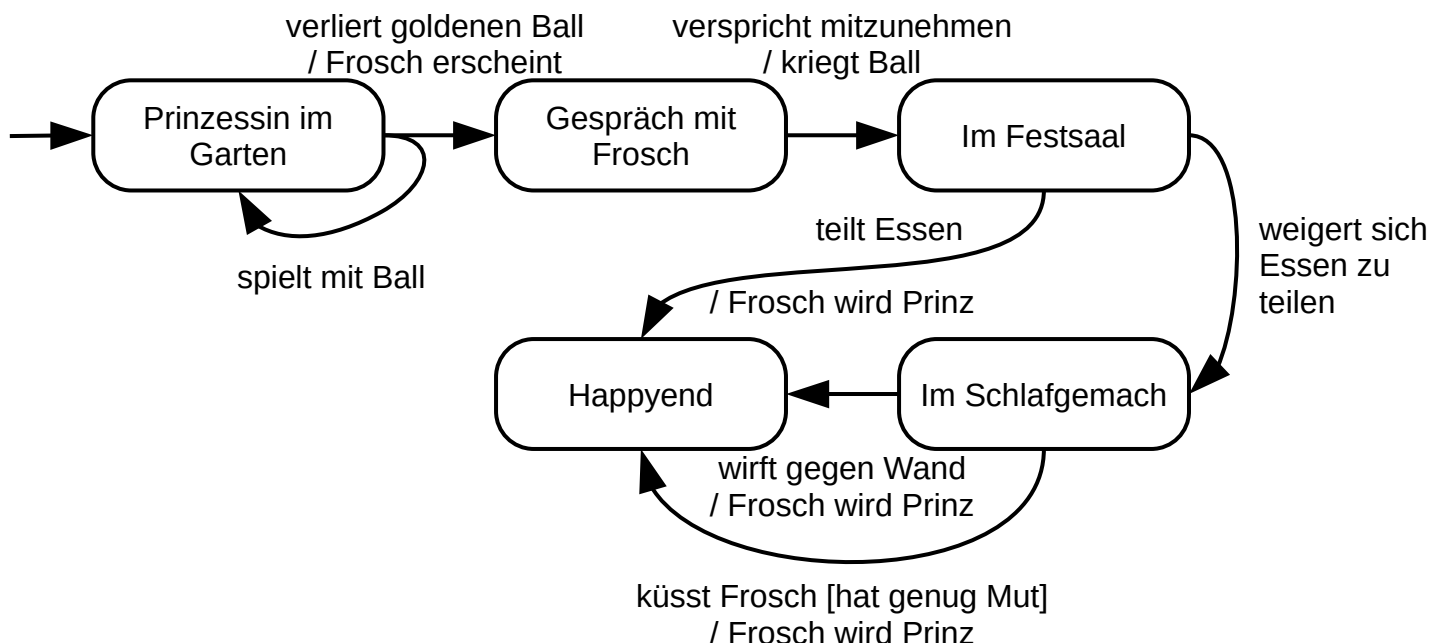 verliert goldenen Ball
/ Frosch erscheint
verspricht mitzunehmen
/ kriegt Ball
Prinzessin im
Garten
Gespräch mit
Frosch
Im Festsaal
spielt mit Ball
teilt Essen
/ Frosch wird Prinz
weigert sich
Essen zu
teilen
Happyend
Im Schlafgemach
wirft gegen Wand
/ Frosch wird Prinz
küsst Frosch [hat genug Mut]
/ Frosch wird Prinz